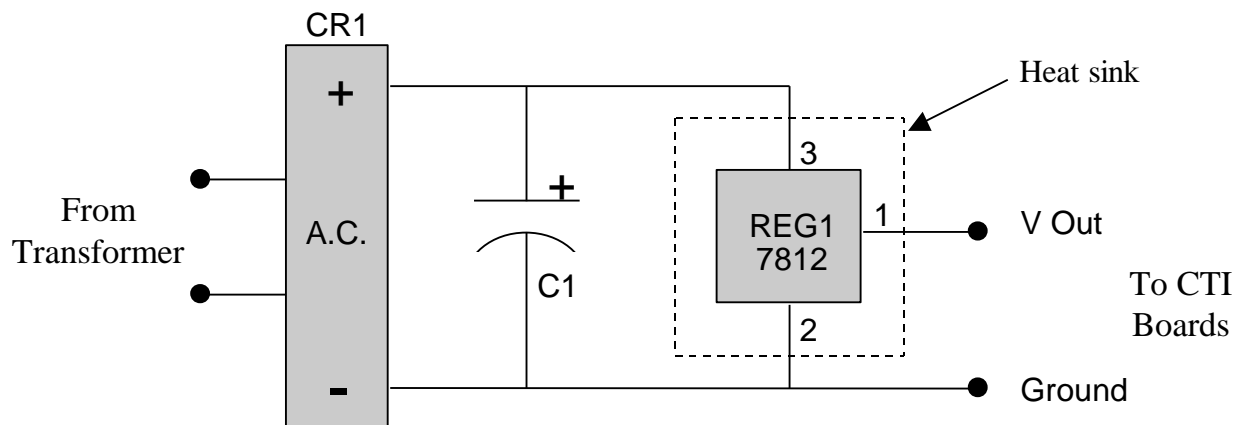 CR1
+
Heat sink
3
+
From
Transformer
A.C.
REG1
7812
1
V Out
C1
To CTI
Boards
2
-
Ground